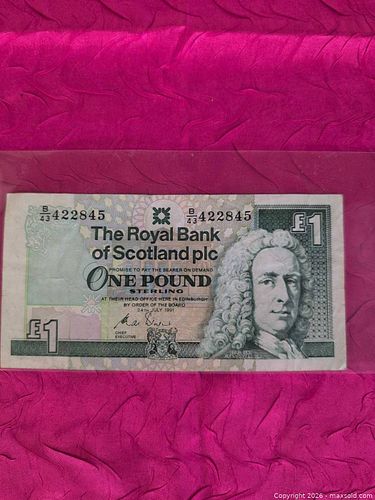 B/43 422845 B/43 422845
£1
The Royal Bank
of Scotland plc
PROMISE TO PAY THE BEARER ON DEMAND
ONE POUND
STERLING
AT THEIR HEAD OFFICE HERE IN EDINBURGH
BY ORDER OF THE BOARD
24TH JULY 1991
CHIEF
EXECUTIVE
£1
Copyright 2026 - maxsold.com